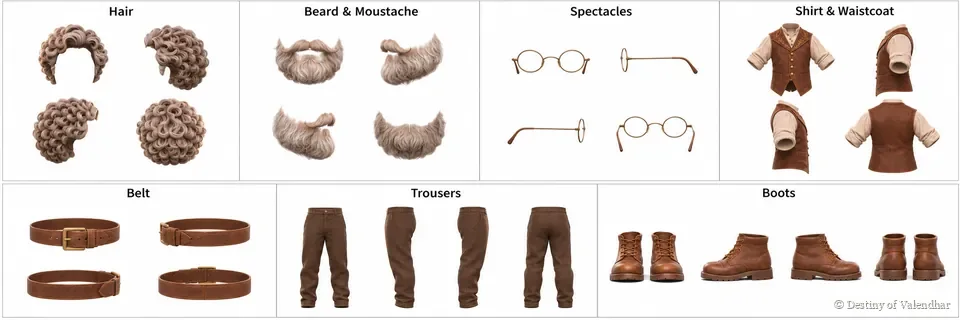 Hair
Beard & Moustache
Spectacles
Shirt & Waistcoat
Belt
Trousers
Boots
© Destiny of Valendhar